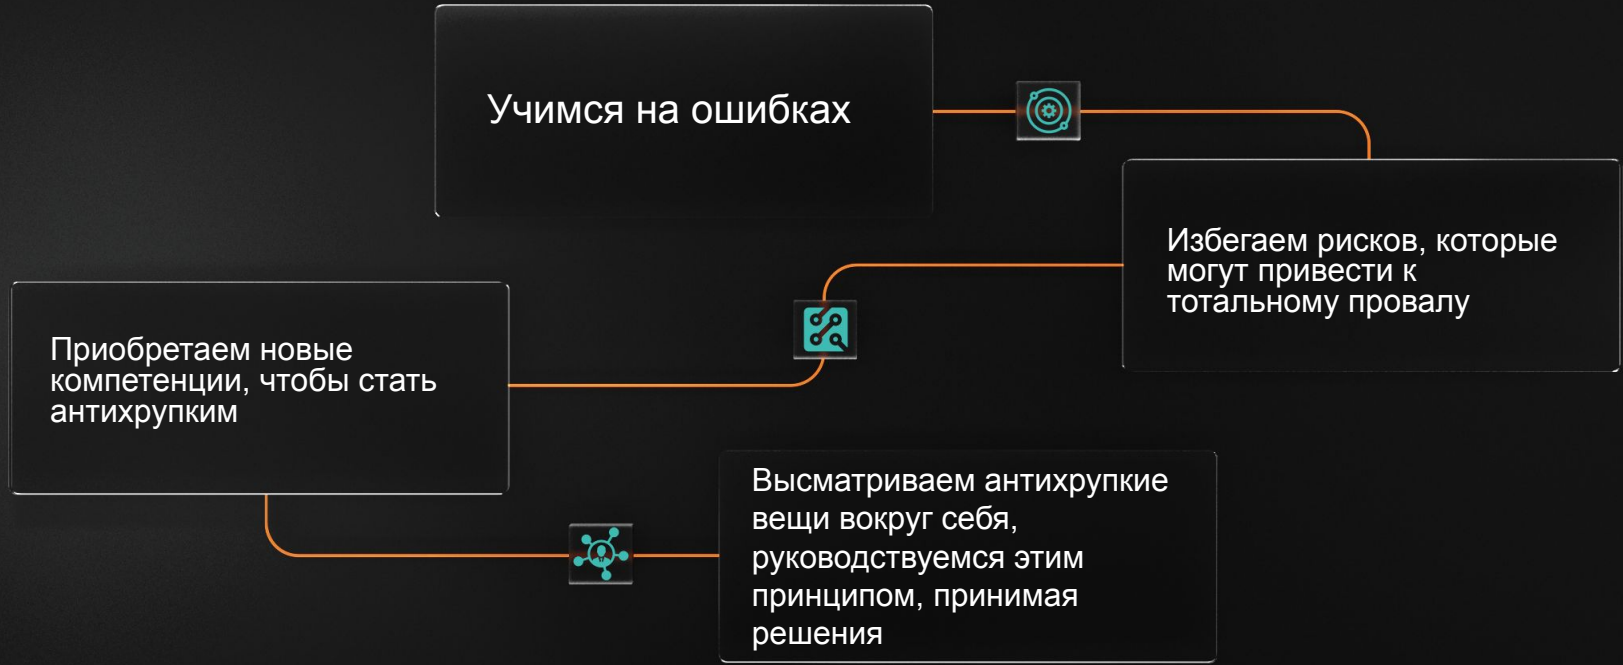 Учимся на ошибках
Избегаем рисков, которые
могут привести к
тотальному провалу
Приобретаем новые
компетенции, чтобы стать
антихрупким
Высматриваем антихрупкие
вещи вокруг себя,
руководствуемся этим
принципом, принимая
решения